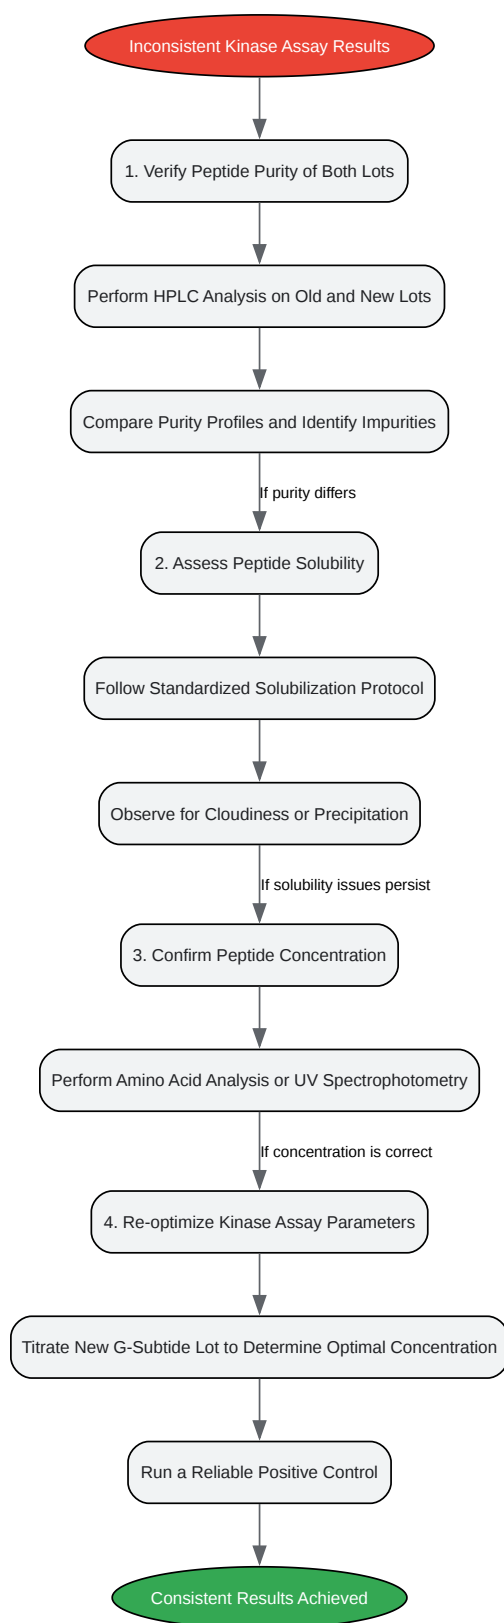 Inconsistent Kinase Assay Results
1. Verify Peptide Purity of Both Lots
Perform HPLC Analysis on Old and New Lots
Compare Purity Profiles and Identify Impurities
If purity differs
2. Assess Peptide Solubility
Follow Standardized Solubilization Protocol
Observe for Cloudiness or Precipitation
If solubility issues persist
3. Confirm Peptide Concentration
Perform Amino Acid Analysis or UV Spectrophotometry
If concentration is correct
4. Re-optimize Kinase Assay Parameters
Titrate New G-Subtide Lot to Determine Optimal Concentration
Run a Reliable Positive Control
Consistent Results Achieved